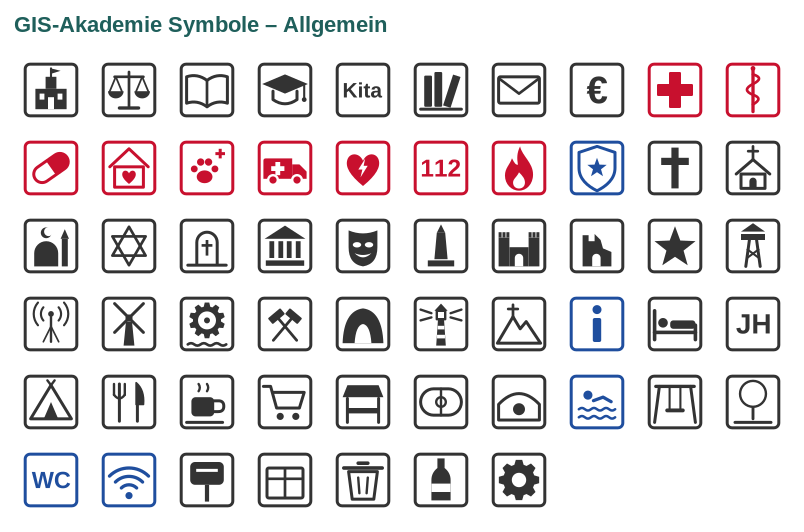 GIS-Akademie Symbole – Allgemein
Kita
€
112
i
JH
WC